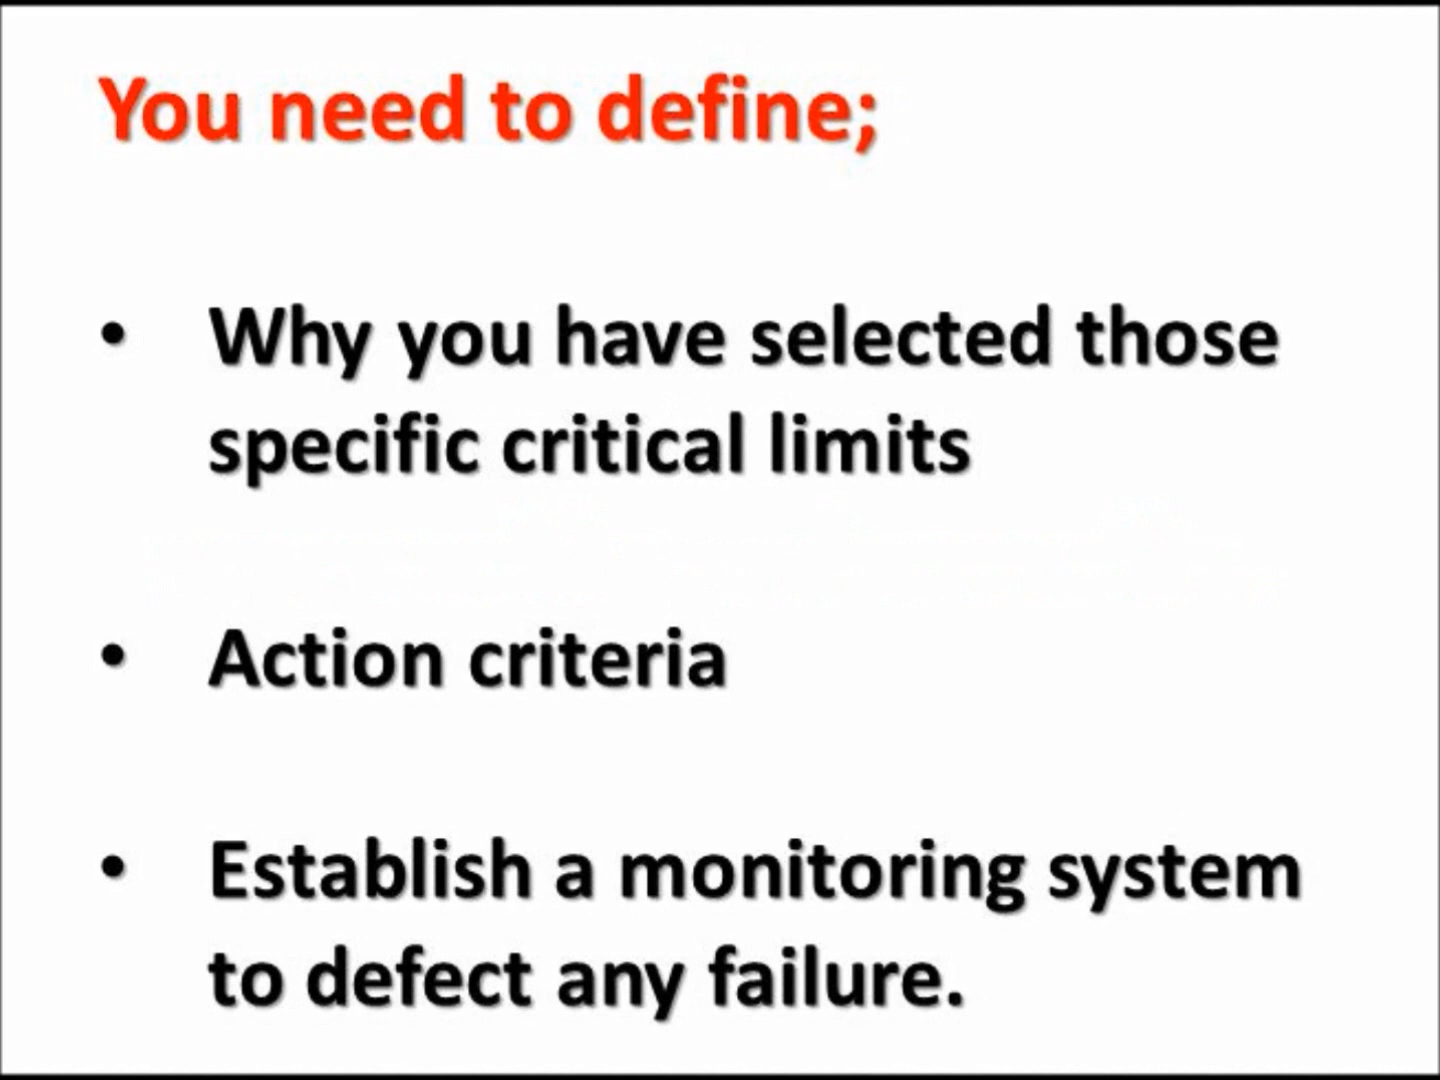 You need to define;
• Why you have selected those
specific critical limits
• Action criteria
• Establish a monitoring system
to defect any failure.